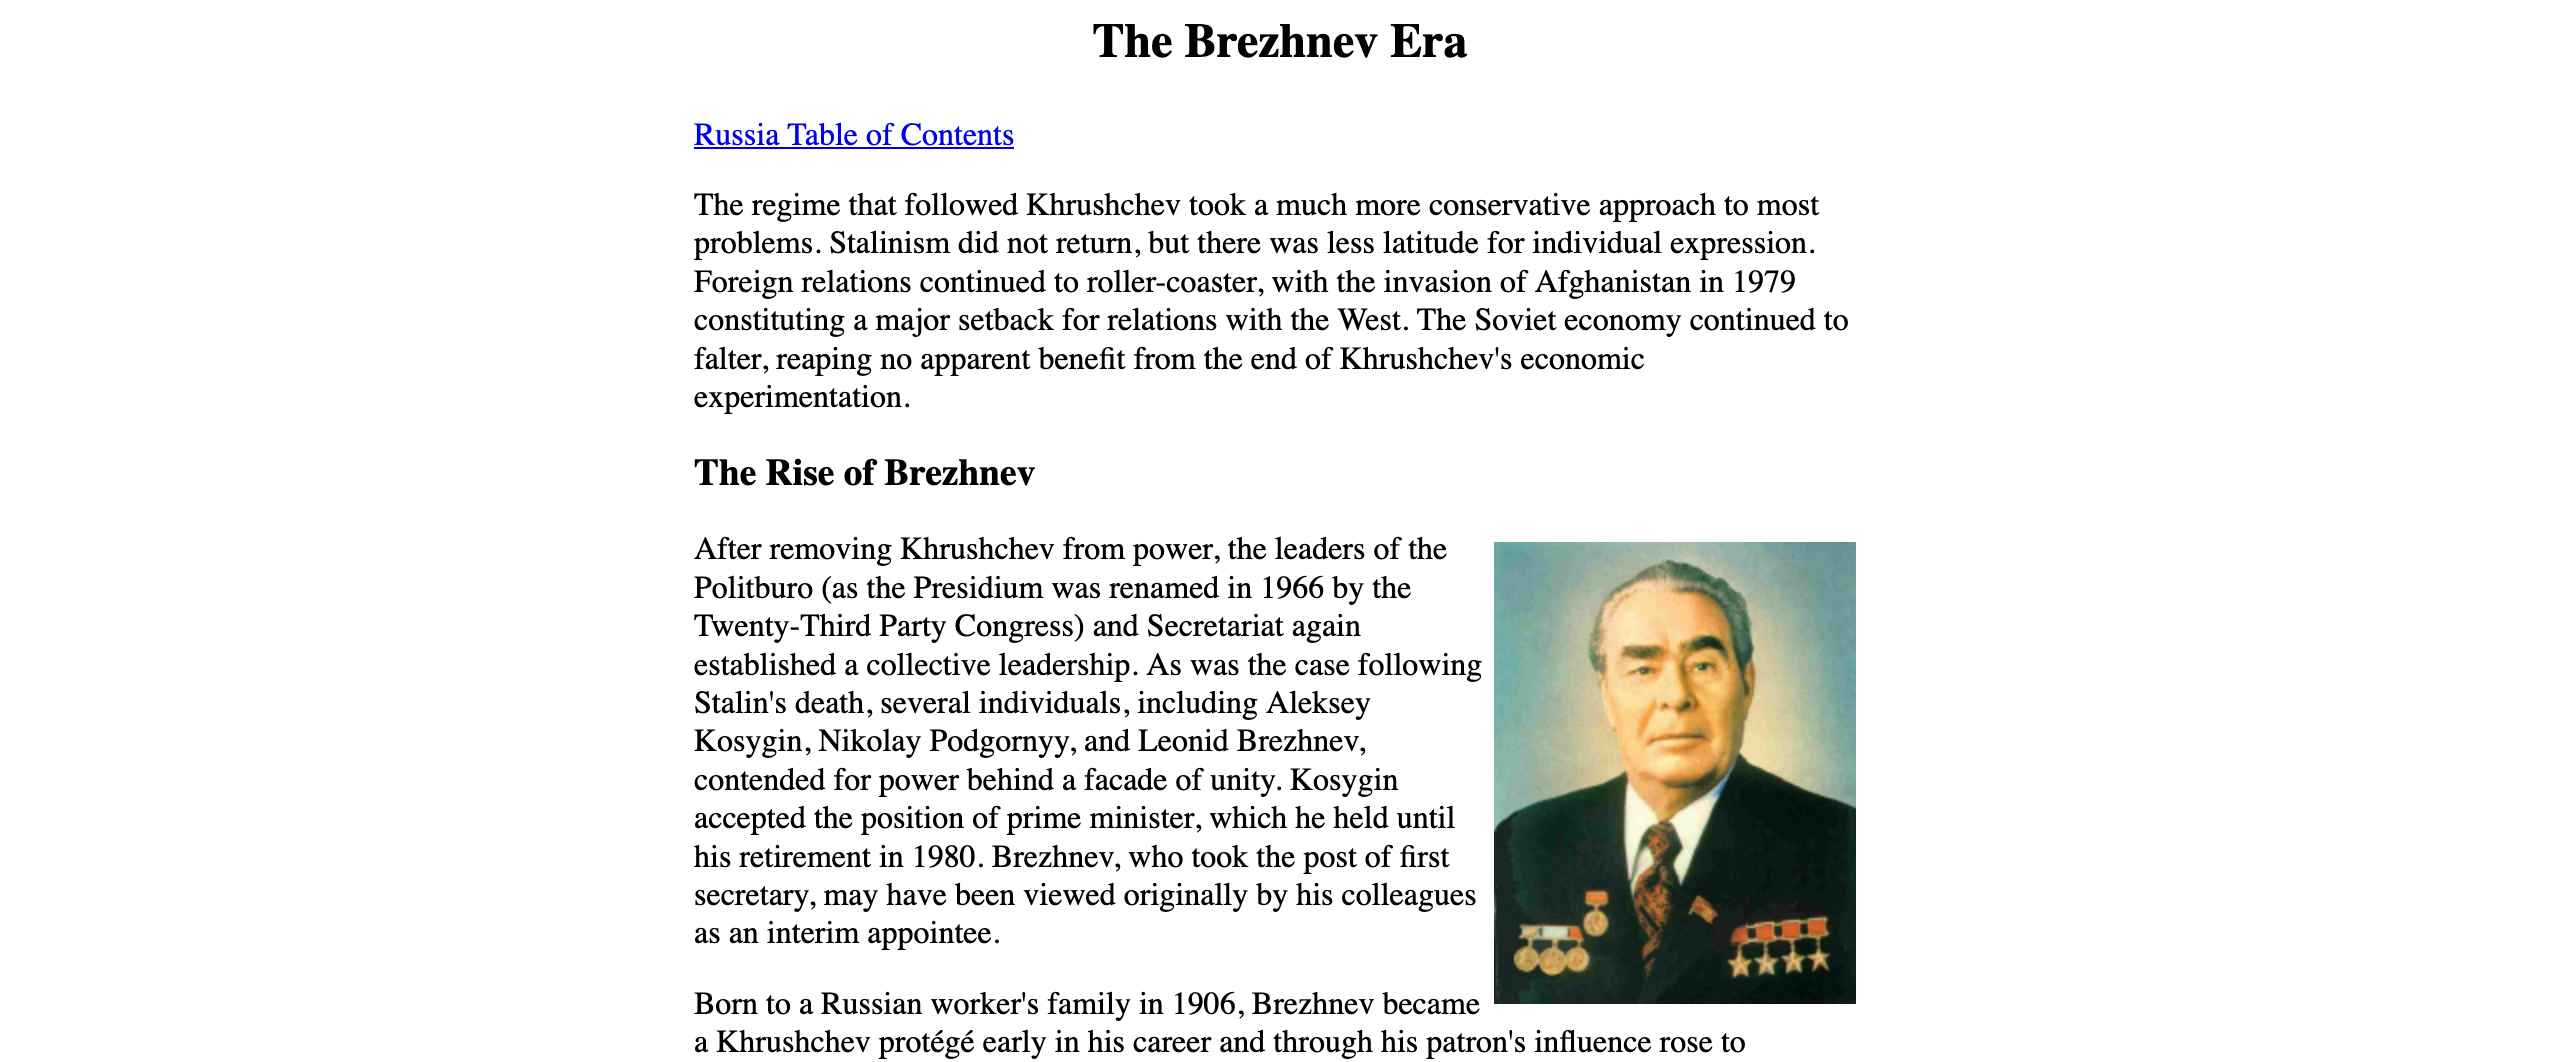 The Brezhnev Era
Russia Table of Contents
The regime that followed Khrushchev took a much more conservative approach to most
problems. Stalinism did not return, but there was less latitude for individual expression.
Foreign relations continued to roller-coaster, with the invasion of Afghanistan in 1979
constituting a major setback for relations with the West. The Soviet economy continued to
falter, reaping no apparent benefit from the end of Khrushchev's economic
experimentation.
The Rise of Brezhnev
After removing Khrushchev from power, the leaders of the
Politburo (as the Presidium was renamed in 1966 by the
Twenty-Third Party Congress) and Secretariat again
established a collective leadership. As was the case following
Stalin's death, several individuals, including Aleksey
Kosygin, Nikolay Podgornyy, and Leonid Brezhnev,
contended for power behind a facade of unity. Kosygin
accepted the position of prime minister, which he held until
his retirement in 1980. Brezhnev, who took the post of first
secretary, may have been viewed originally by his colleagues
as an interim appointee.
Born to a Russian worker's family in 1906, Brezhnev became
a Khrushchev protégé early in his career and through his patron's influence rose to